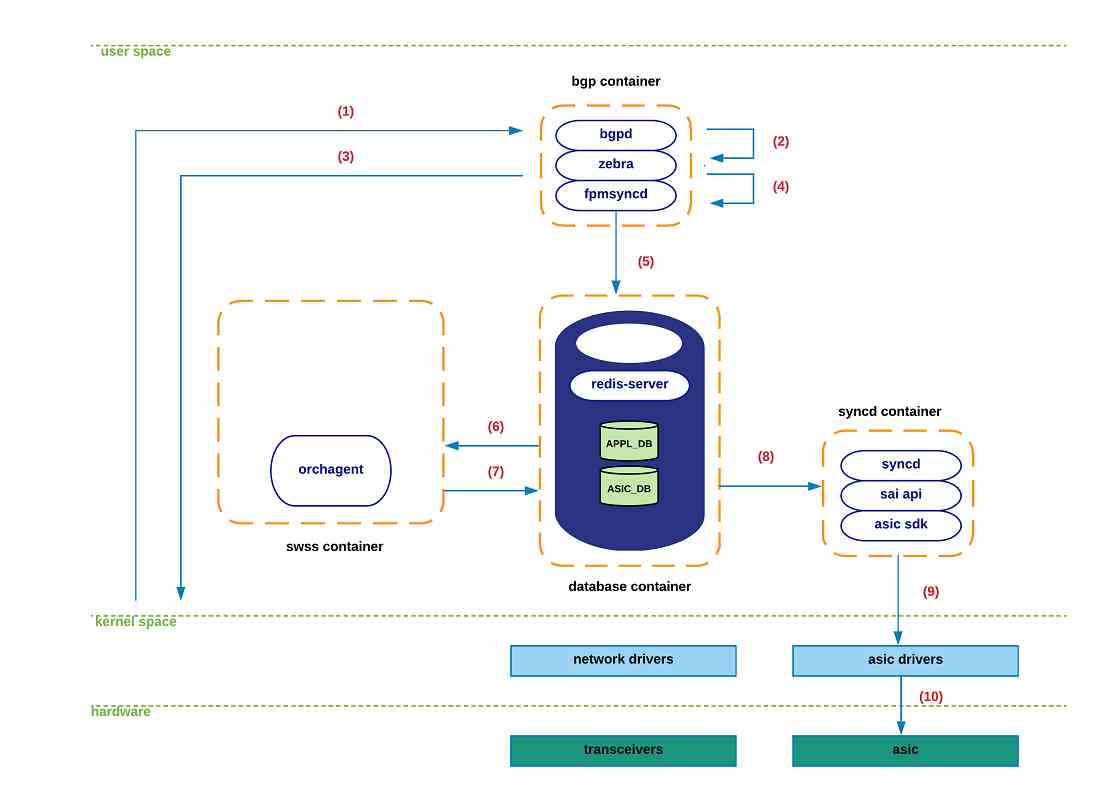 user space
bgp container
(1)
bgpd
(2)
(3)
zebra
(4)
fpmsyncd
(5)
redis-server
syncd container
(6)
APPL_DB
(8)
syncd
orchagent
(7)
ASIC_DB
sai api
asic sdk
swss container
database container
(9)
kernel space
network drivers
asic drivers
(10)
hardware
transceivers
asic